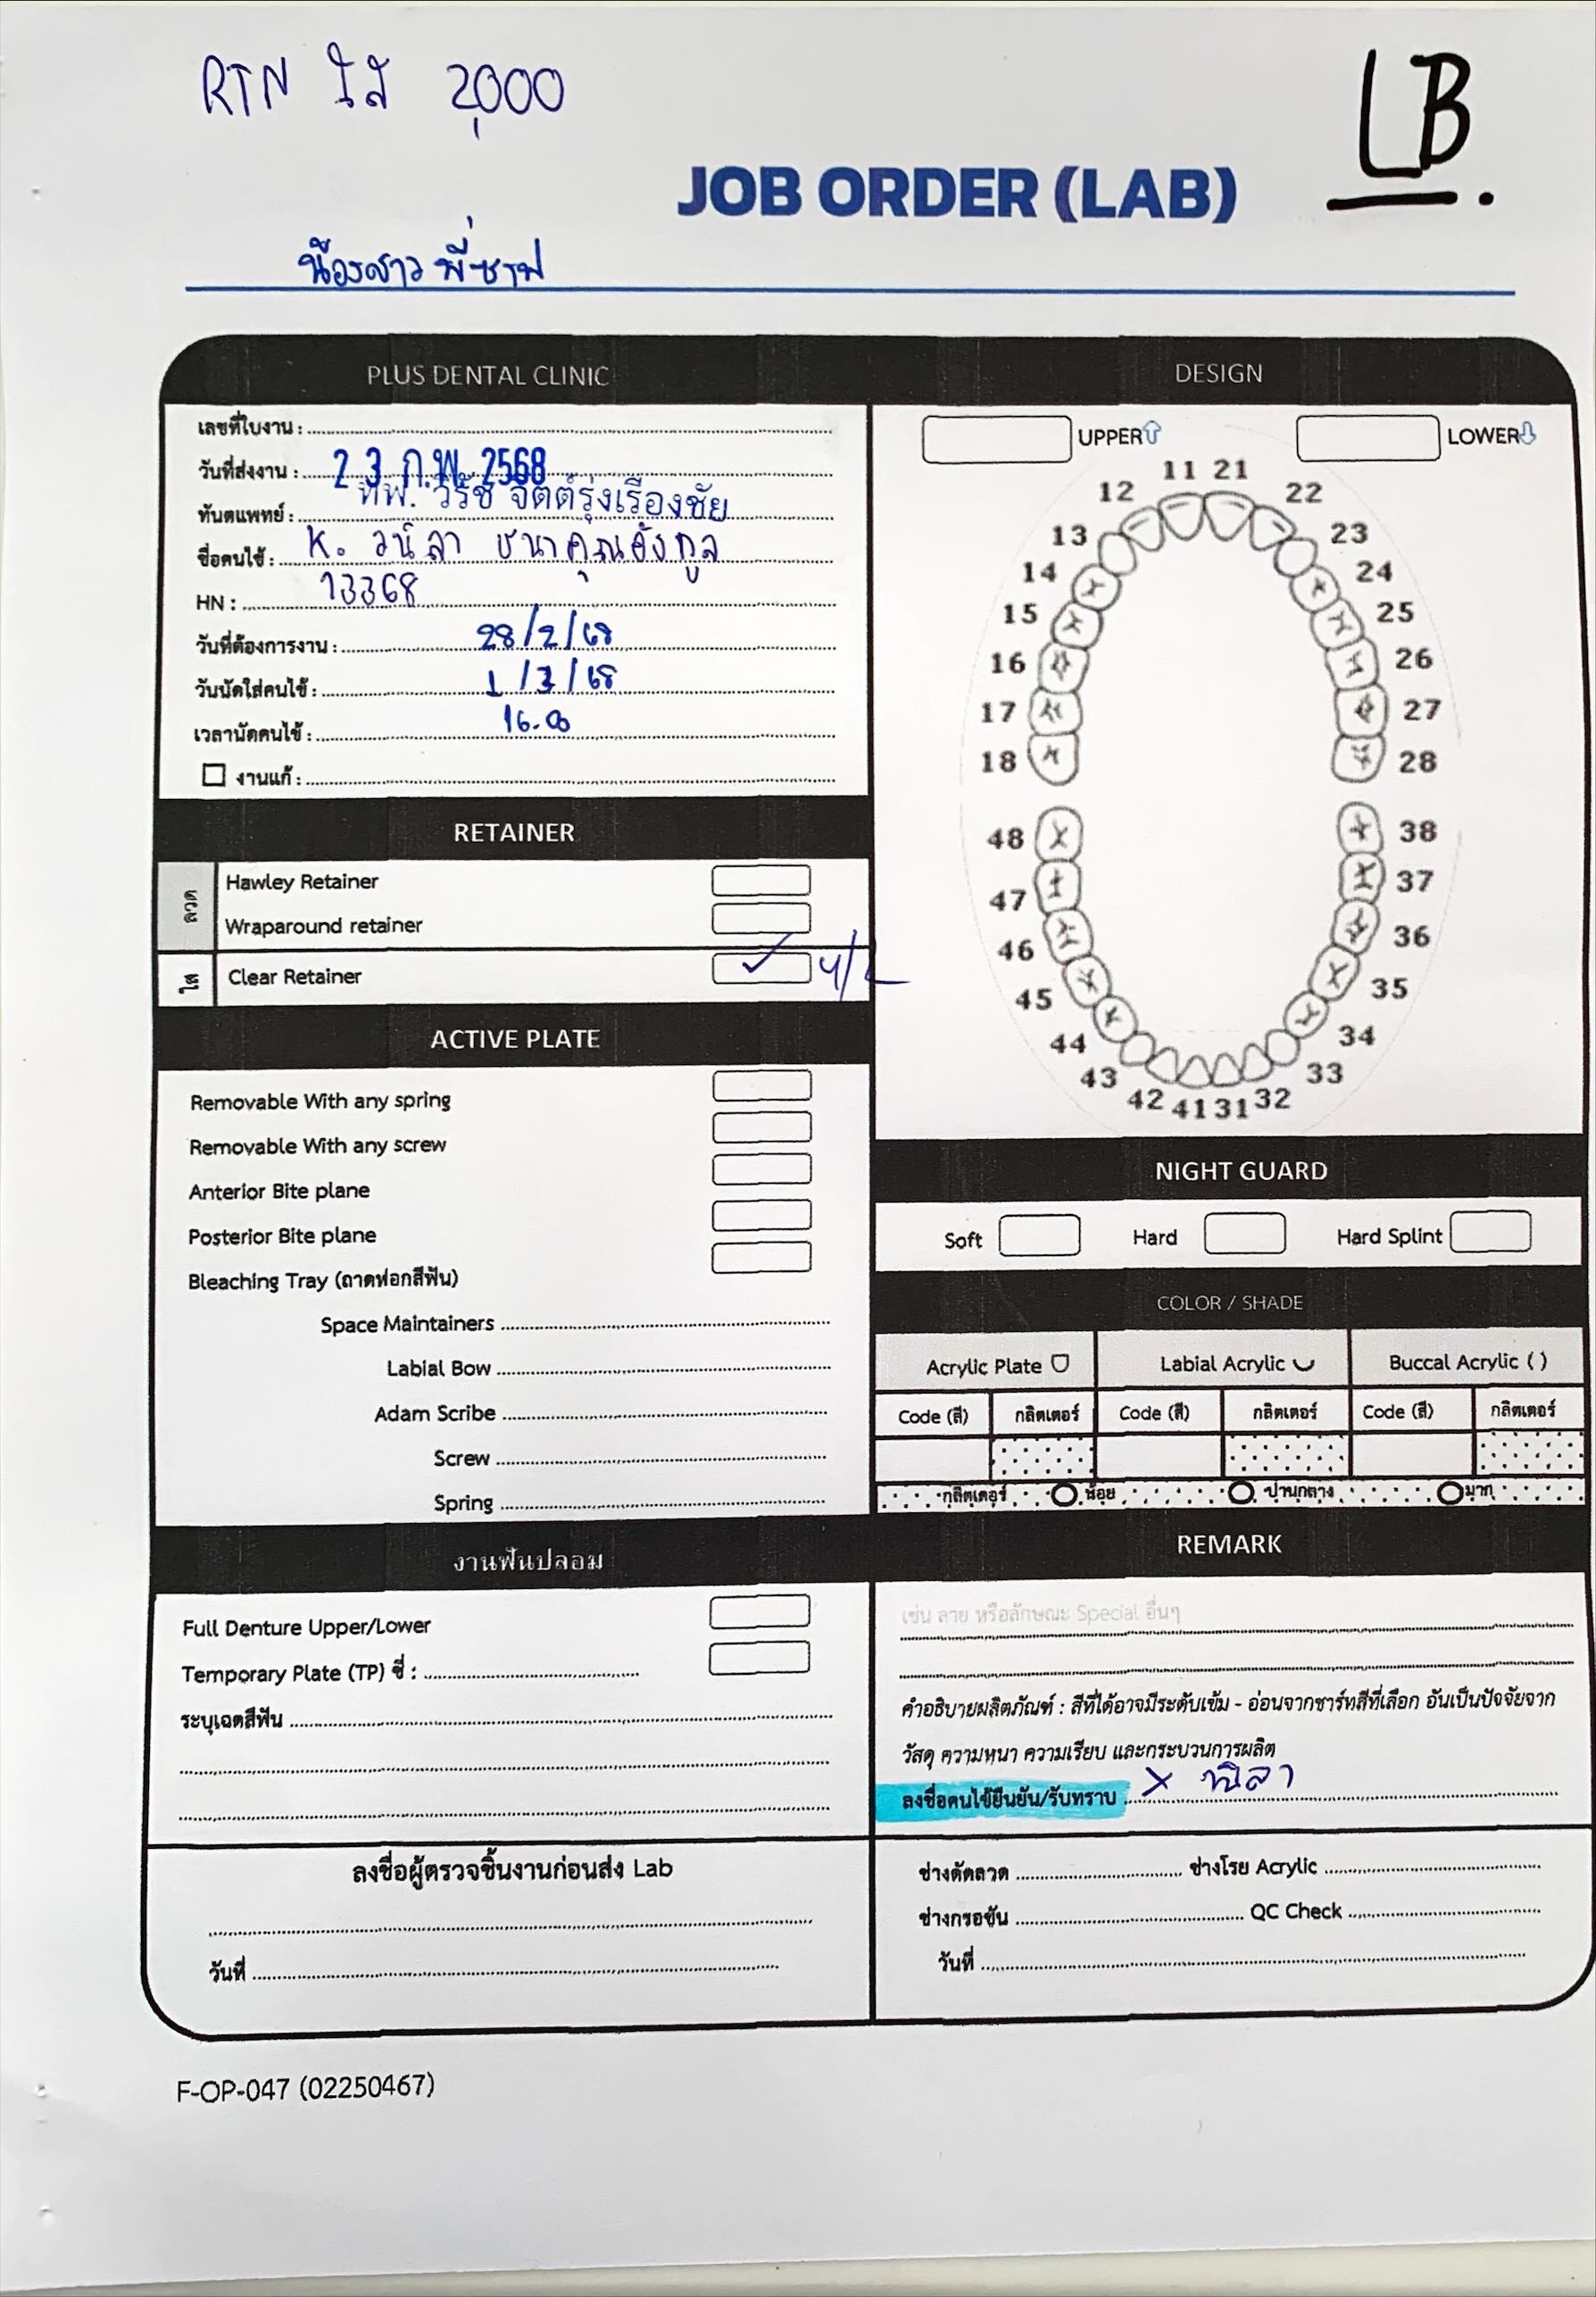 RTN ใส 2,000
LB
JOB ORDER (LAB)
น้องสาว พี่ซาฟ
PLUS DENTAL CLINIC
เลขที่ใบงาน :
วันที่ส่งงาน : 23 ก.พ. 2568
ทันตแพทย์ : ทพ. วิรัช จิตต์รุ่งเรืองชัย
ชื่อคนไข้ : K. วนิลา ธนาคุณอังกูล
HN : 13368
วันที่ต้องการงาน : 28/2/68
วันนัดใส่คนไข้ : 1/3/68
เวลานัดคนไข้ : 16.00
งานแก้ :
RETAINER
ลวด
Hawley Retainer
Wraparound retainer
ใส
Clear Retainer ✓ U/L
ACTIVE PLATE
Removable With any spring
Removable With any screw
Anterior Bite plane
Posterior Bite plane
Bleaching Tray (ถาดฟอกสีฟัน)
Space Maintainers
Labial Bow
Adam Scribe
Screw
Spring
งานฟันปลอม
Full Denture Upper/Lower
Temporary Plate (TP) ซี่ :
ระบุเฉดสีฟัน
ลงชื่อผู้ตรวจชิ้นงานก่อนส่ง Lab
วันที่
DESIGN
UPPER LOWER
11 21
12 22
13 23
14 24
15 25
16 26
17 27
18 28
48 38
47 37
46 36
45 35
44 34
43 33
42 41 31 32
NIGHT GUARD
Soft Hard Hard Splint
COLOR / SHADE
Acrylic Plate Labial Acrylic Buccal Acrylic ( )
Code (สี) กลิตเตอร์ Code (สี) กลิตเตอร์ Code (สี) กลิตเตอร์
กลิตเตอร์ น้อย ปานกลาง มาก
REMARK
เช่น ลาย หรือลักษณะ Special อื่นๆ
คำอธิบายผลิตภัณฑ์ : สีที่ได้อาจมีระดับเข้ม - อ่อนจากชาร์ทสีที่เลือก อันเป็นปัจจัยจาก
วัสดุ ความหนา ความเรียบ และกระบวนการผลิต
ลงชื่อคนไข้ยืนยัน/รับทราบ X วนิลา
ช่างดัดลวด ช่างโรย Acrylic
ช่างกรอขัน QC Check
วันที่
F-OP-047 (02250467)